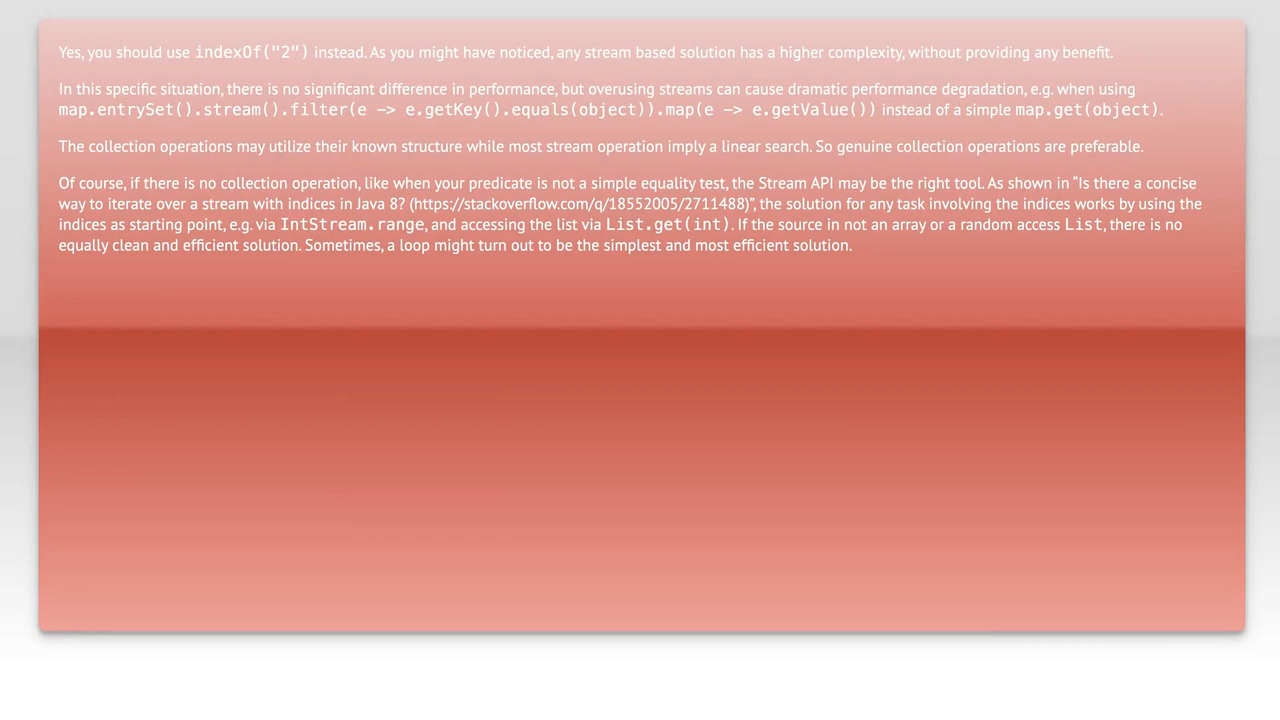 Yes, you should use indexOf("2") instead. As you might have noticed, any stream based solution has a higher complexity, without providing any benefit.
In this specific situation, there is no significant difference in performance, but overusing streams can cause dramatic performance degradation, e.g. when using
map.entrySet().stream().filter(e -> e.getKey().equals(object)).map(e -> e.getValue()) instead of a simple map.get(object).
The collection operations may utilize their known structure while most stream operation imply a linear search. So genuine collection operations are preferable.
Of course, if there is no collection operation, like when your predicate is not a simple equality test, the Stream API may be the right tool. As shown in “Is there a concise
way to iterate over a stream with indices in Java 8? (https://stackoverflow.com/q/18552005/2711488)”, the solution for any task involving the indices works by using the
indices as starting point, e.g. via IntStream.range, and accessing the list via List.get(int). If the source in not an array or a random access List, there is no
equally clean and efficient solution. Sometimes, a loop might turn out to be the simplest and most efficient solution.